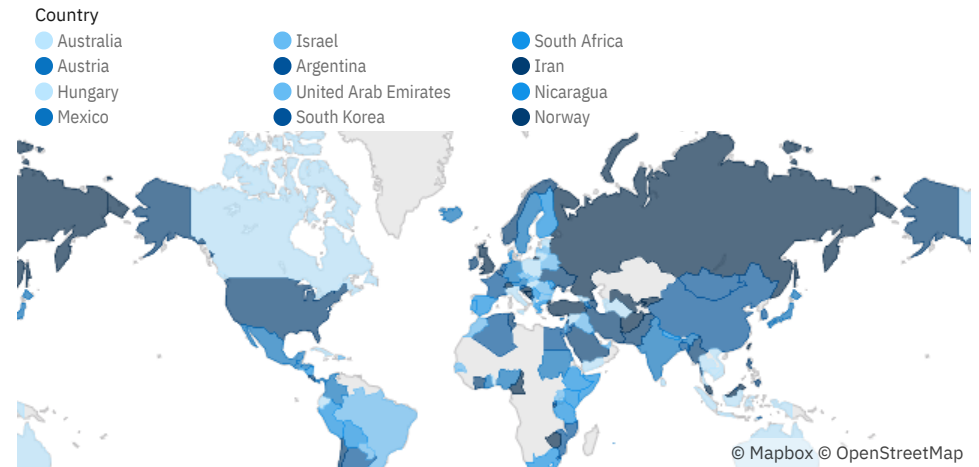 Country
Australia
Austria
Hungary
Mexico
Israel
Argentina
United Arab Emirates
South Korea
South Africa
Iran
Nicaragua
Norway
© Mapbox © OpenStreetMap